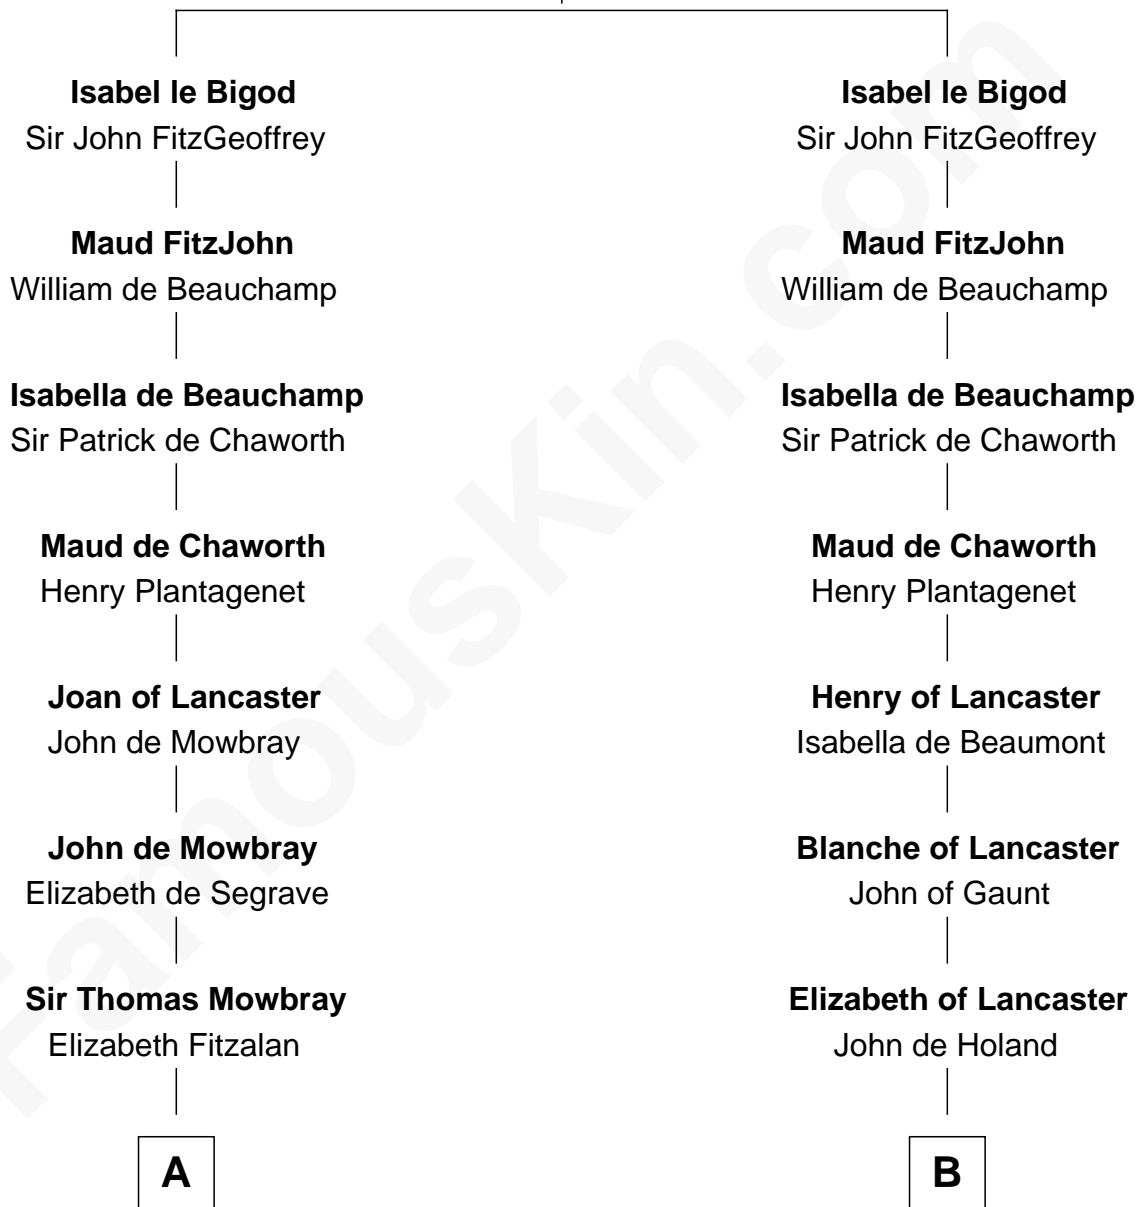 Isabel le Bigod
Sir John FitzGeoffrey
Maud FitzJohn
William de Beauchamp
Isabella de Beauchamp
Sir Patrick de Chaworth
Maud de Chaworth
Henry Plantagenet
Joan of Lancaster
John de Mowbray
John de Mowbray
Elizabeth de Segrave
Sir Thomas Mowbray
Elizabeth Fitzalan
A
Isabel le Bigod
Sir John FitzGeoffrey
Maud FitzJohn
William de Beauchamp
Isabella de Beauchamp
Sir Patrick de Chaworth
Maud de Chaworth
Henry Plantagenet
Henry of Lancaster
Isabella de Beaumont
Blanche of Lancaster
John of Gaunt
Elizabeth of Lancaster
John de Holand
B
FamousKin.com